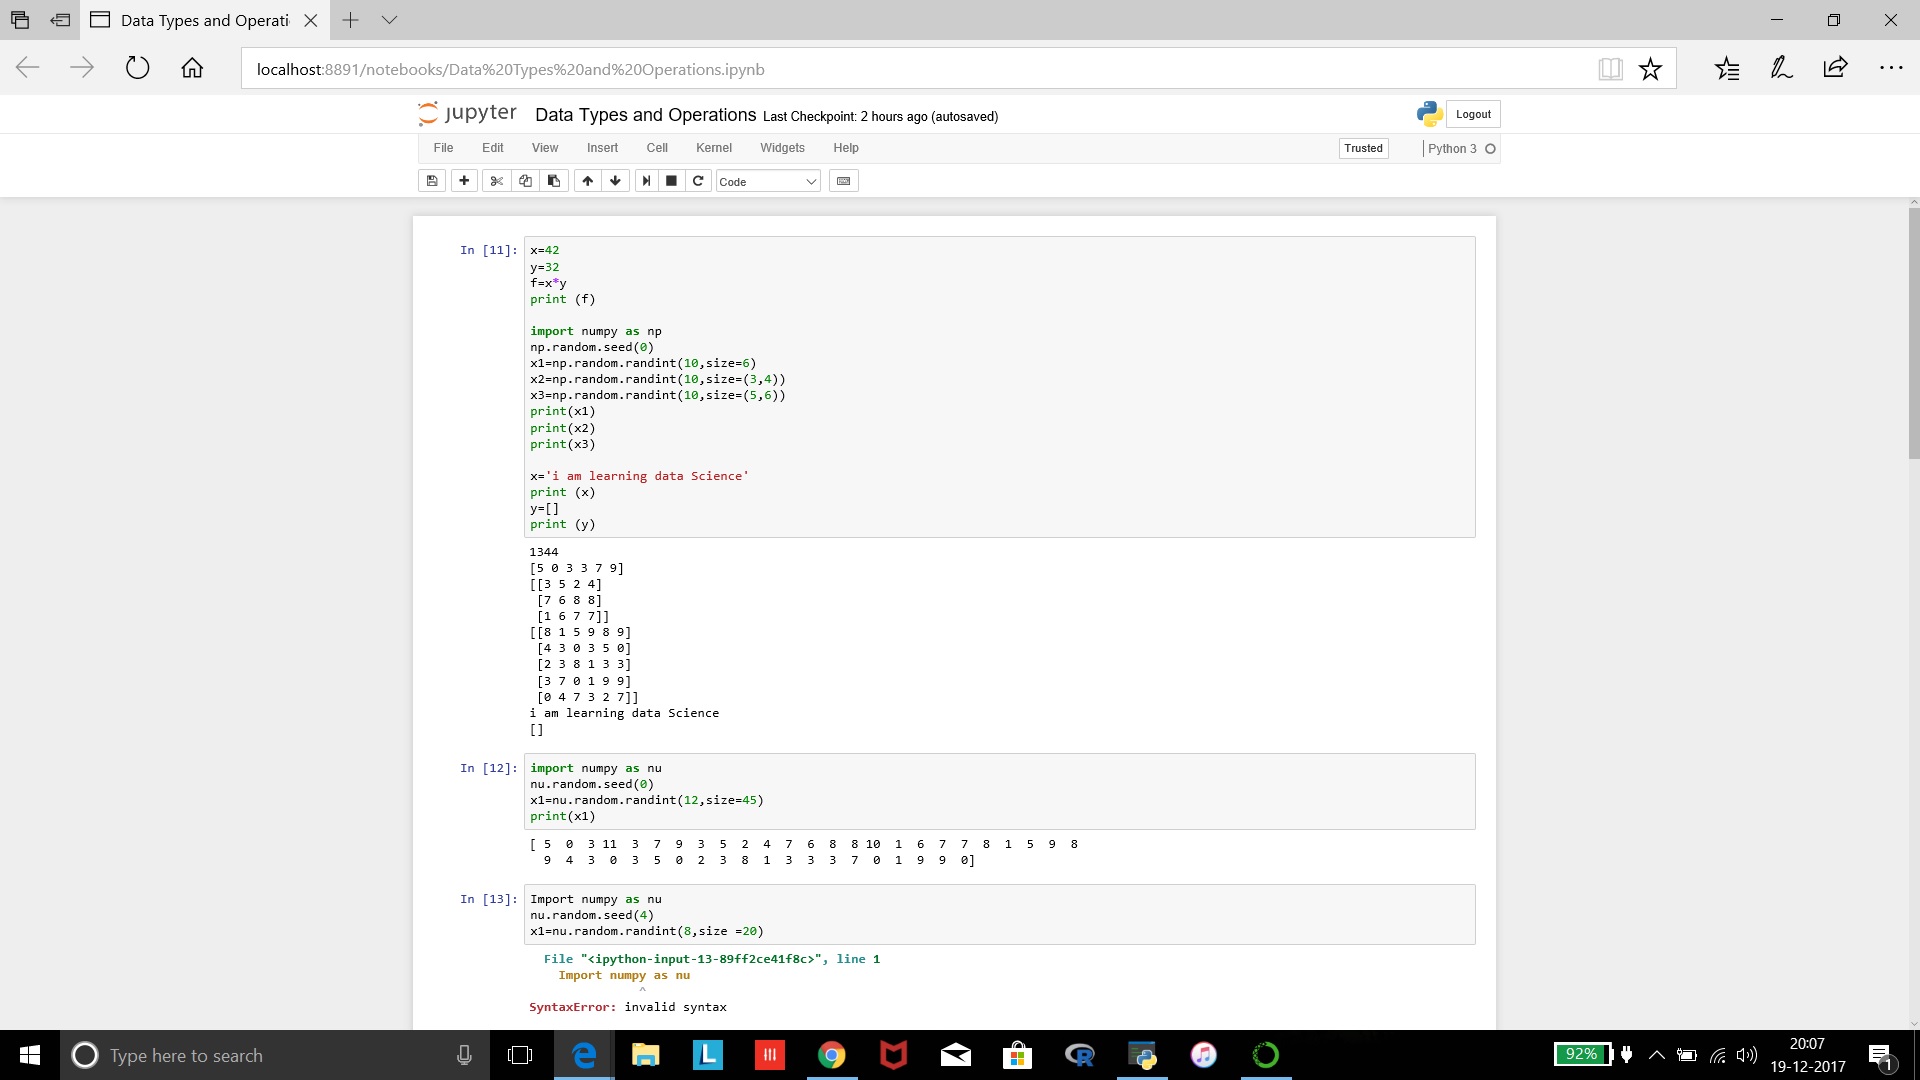 Data Types and Operati
localhost:8891/notebooks/Data%20Types%20and%20Operations.ipynb
jupyter Data Types and Operations Last Checkpoint: 2 hours ago (autosaved)
Logout
File Edit View Insert Cell Kernel Widgets Help
Trusted Python 3
Code
In [11]: x=42
y=32
f=x*y
print (f)
import numpy as np
np.random.seed(0)
x1=np.random.randint(10,size=6)
x2=np.random.randint(10,size=(3,4))
x3=np.random.randint(10,size=(5,6))
print(x1)
print(x2)
print(x3)
x='i am learning data Science'
print (x)
y=[]
print (y)
1344
[5 0 3 3 7 9]
[[3 5 2 4]
[7 6 8 8]
[1 6 7 7]]
[[8 1 5 9 8 9]
[4 3 0 3 5 0]
[2 3 8 1 3 3]
[3 7 0 1 9 9]
[0 4 7 3 2 7]]
i am learning data Science
[]
In [12]: import numpy as nu
nu.random.seed(0)
x1=nu.random.randint(12,size=45)
print(x1)
[ 5 0 3 11 3 7 9 3 5 2 4 7 6 8 8 10 1 6 7 7 8 1 5 9 8
9 4 3 0 3 5 0 2 3 8 1 3 3 3 7 0 1 9 9 0]
In [13]: Import numpy as nu
nu.random.seed(4)
x1=nu.random.randint(8,size =20)
File "<ipython-input-13-89ff2ce41f8c>", line 1
Import numpy as nu
^
SyntaxError: invalid syntax
Type here to search
L
R
92%
20:07
19-12-2017
1